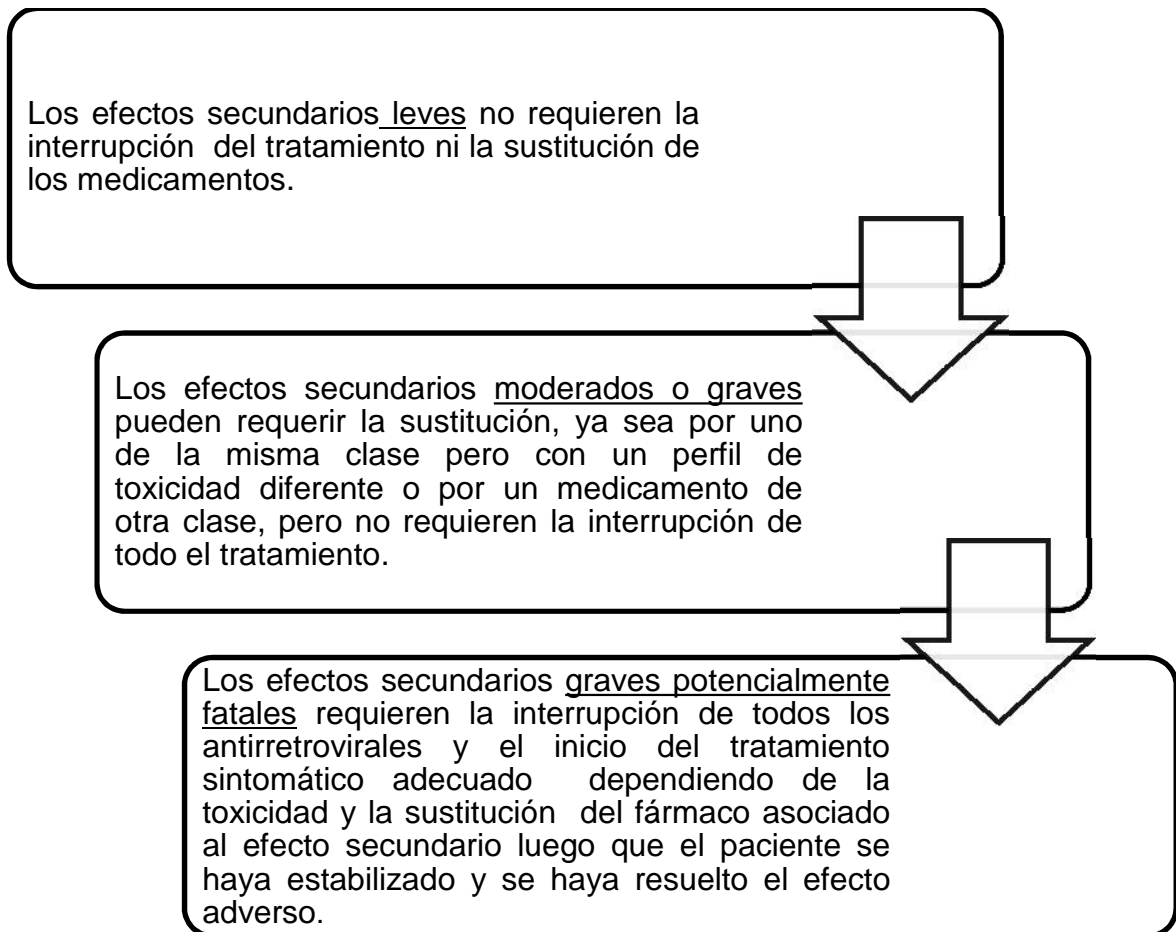 Los efectos secundarios leves no requieren la
interrupción del tratamiento ni la sustitución de
los medicamentos.
Los efectos secundarios moderados o graves
pueden requerir la sustitución, ya sea por uno
de la misma clase pero con un perfil de
toxicidad diferente o por un medicamento de
otra clase, pero no requieren la interrupción de
todo el tratamiento.
Los efectos secundarios graves potencialmente
fatales requieren la interrupción de todos los
antirretrovirales y el inicio del tratamiento
sintomático adecuado dependiendo de la
toxicidad y la sustitución del fármaco asociado
al efecto secundario luego que el paciente se
haya estabilizado y se haya resuelto el efecto
adverso.